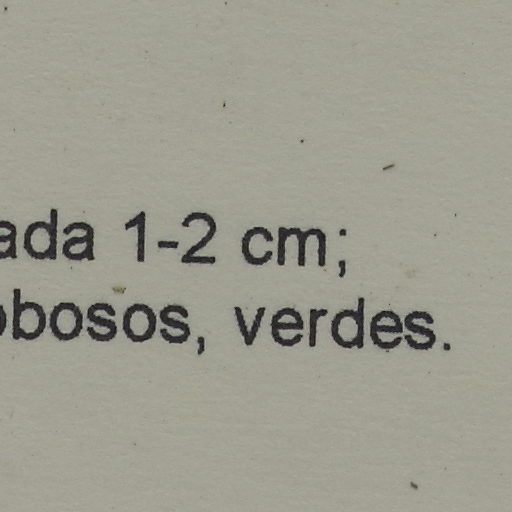 ada 1-2 cm;
obosos, verdes.